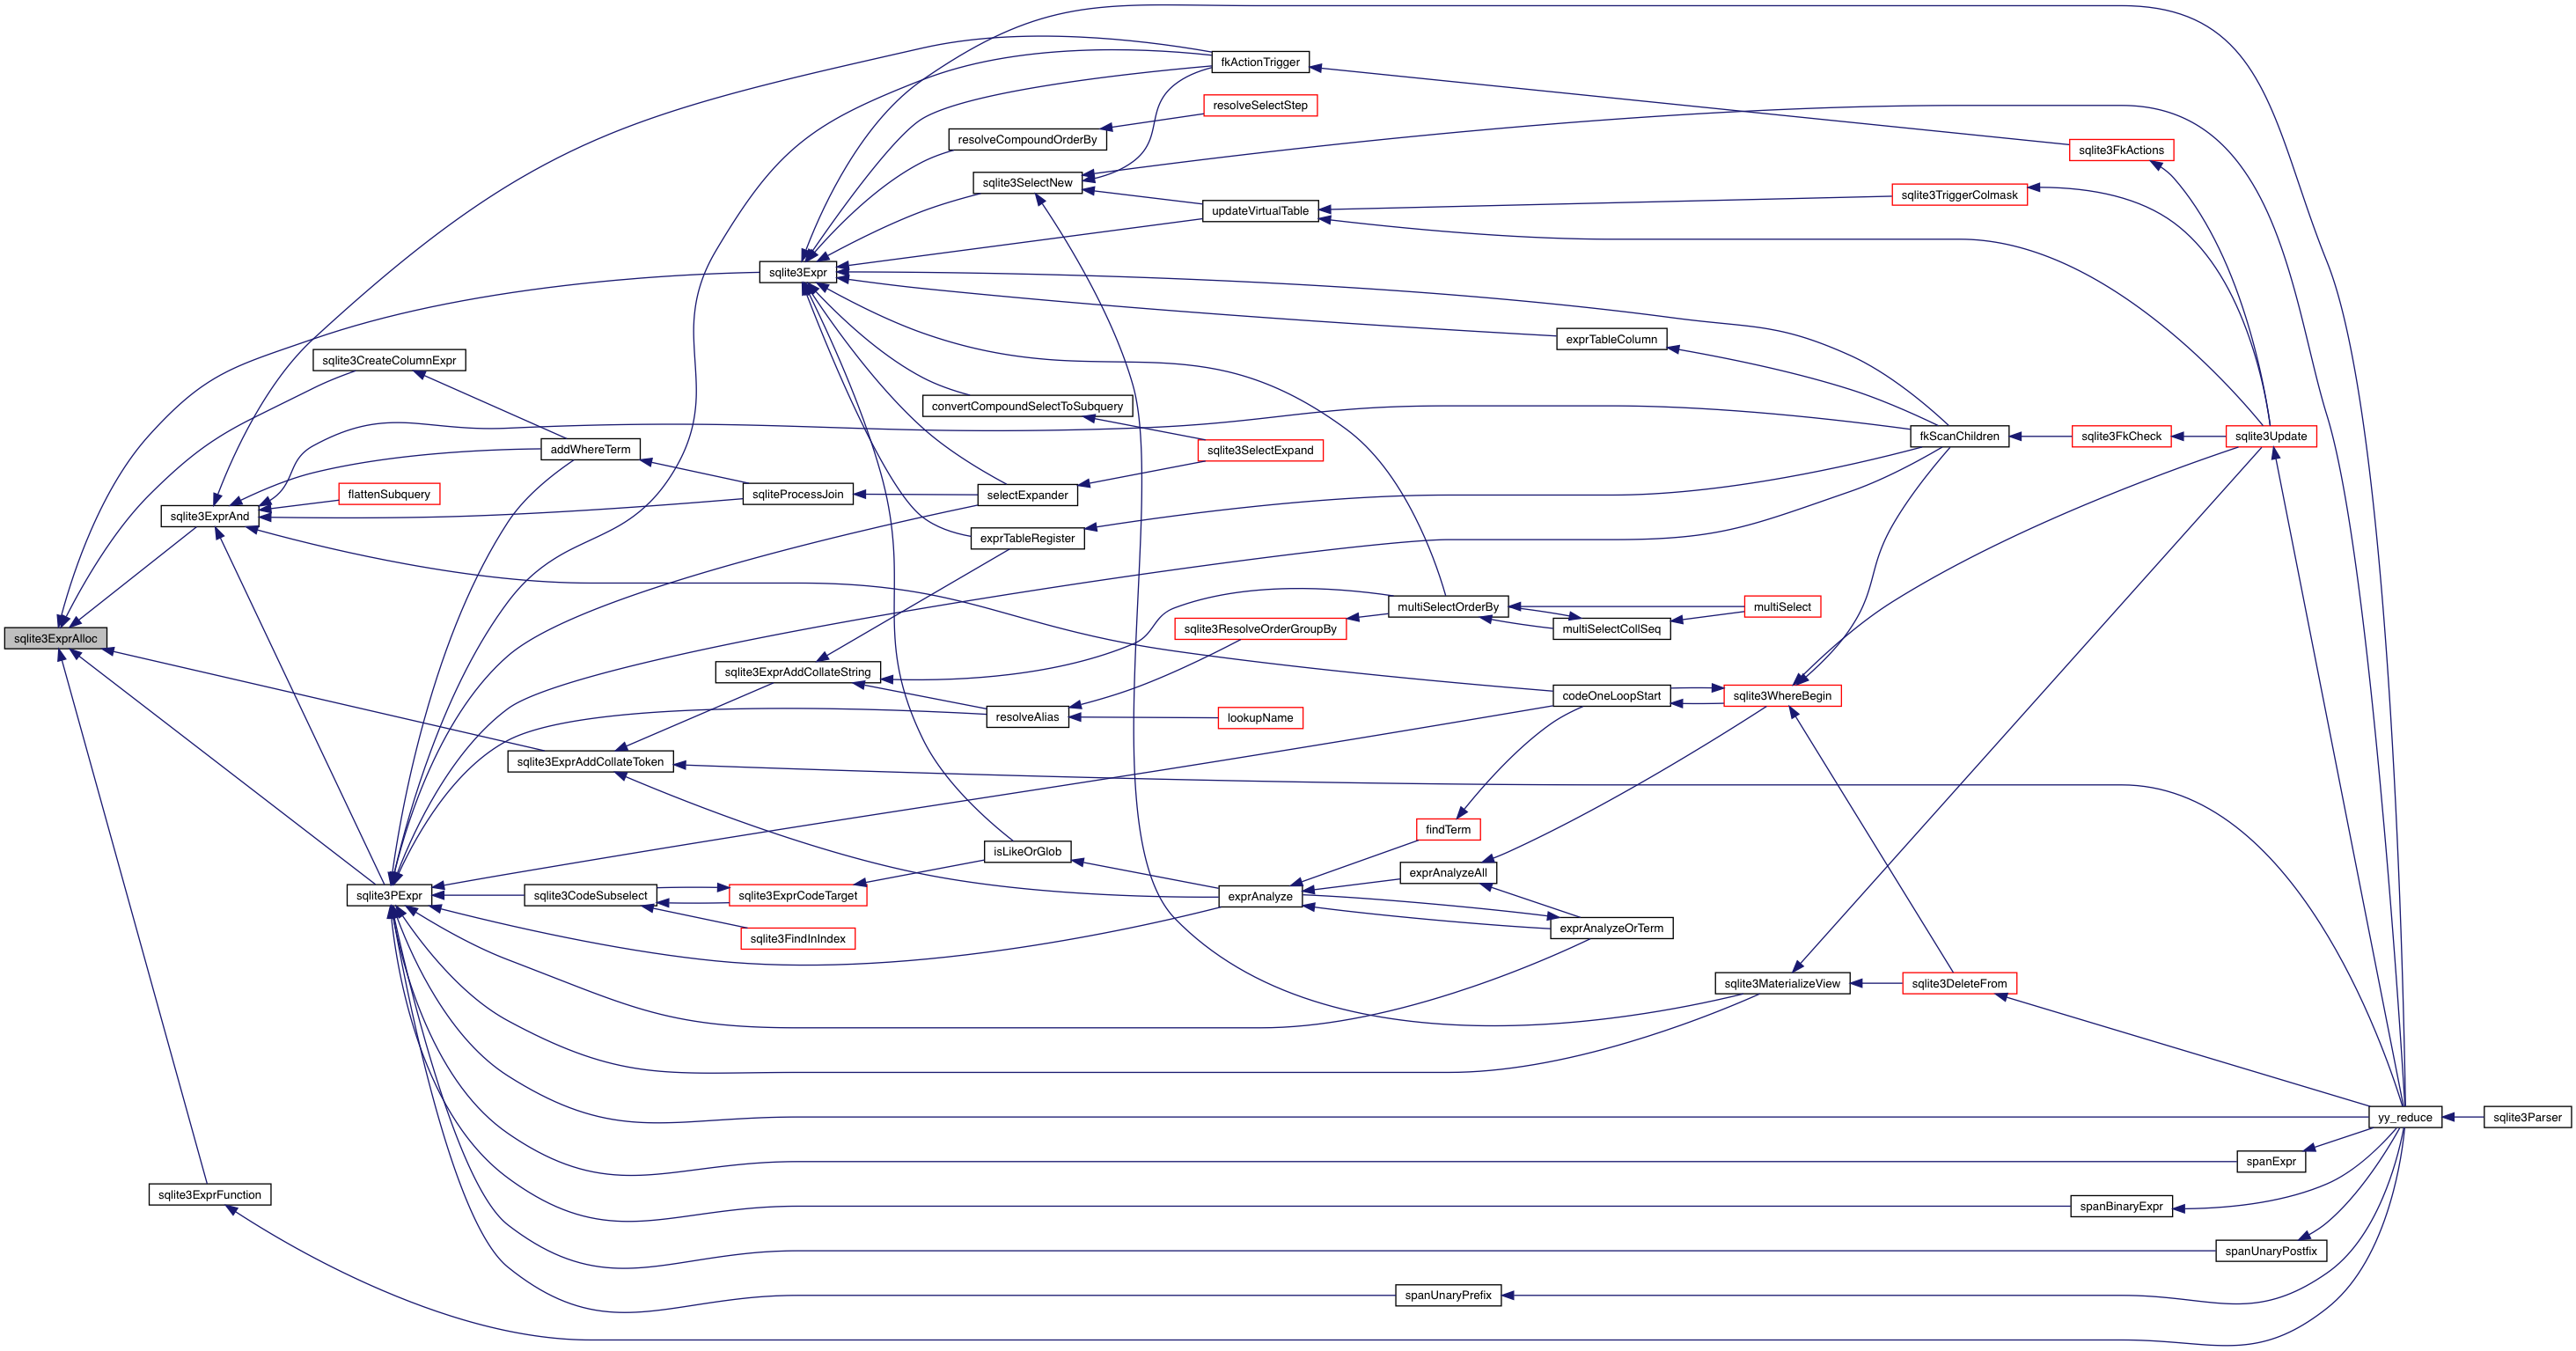 fkActionTrigger
resolveSelectStep
resolveCompoundOrderBy
sqlite3FkActions
sqlite3SelectNew
sqlite3TriggerColmask
updateVirtualTable
sqlite3Expr
exprTableColumn
sqlite3CreateColumnExpr
convertCompoundSelectToSubquery
fkScanChildren
sqlite3FkCheck
sqlite3Update
addWhereTerm
sqlite3SelectExpand
flattenSubquery
sqliteProcessJoin
selectExpander
sqlite3ExprAnd
exprTableRegister
multiSelectOrderBy
multiSelect
sqlite3ResolveOrderGroupBy
multiSelectCollSeq
sqlite3ExprAlloc
sqlite3ExprAddCollateString
codeOneLoopStart
sqlite3WhereBegin
resolveAlias
lookupName
sqlite3ExprAddCollateToken
findTerm
isLikeOrGlob
exprAnalyzeAll
sqlite3PExpr
sqlite3CodeSubselect
sqlite3ExprCodeTarget
exprAnalyze
exprAnalyzeOrTerm
sqlite3FindInIndex
sqlite3MaterializeView
sqlite3DeleteFrom
yy_reduce
sqlite3Parser
spanExpr
sqlite3ExprFunction
spanBinaryExpr
spanUnaryPostfix
spanUnaryPrefix